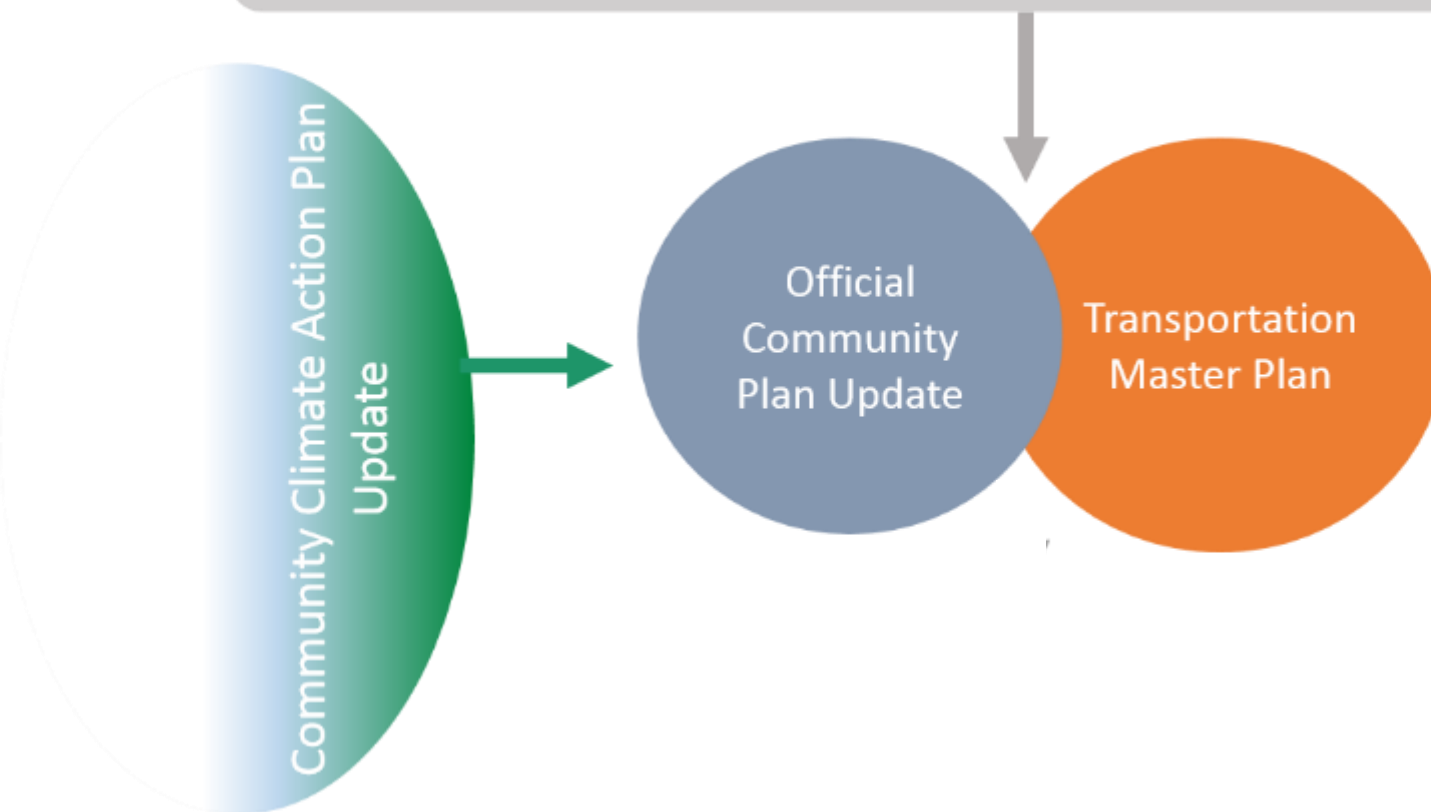 Community Climate Action Plan
Update
Official
Community
Plan Update
Transportation
Master Plan